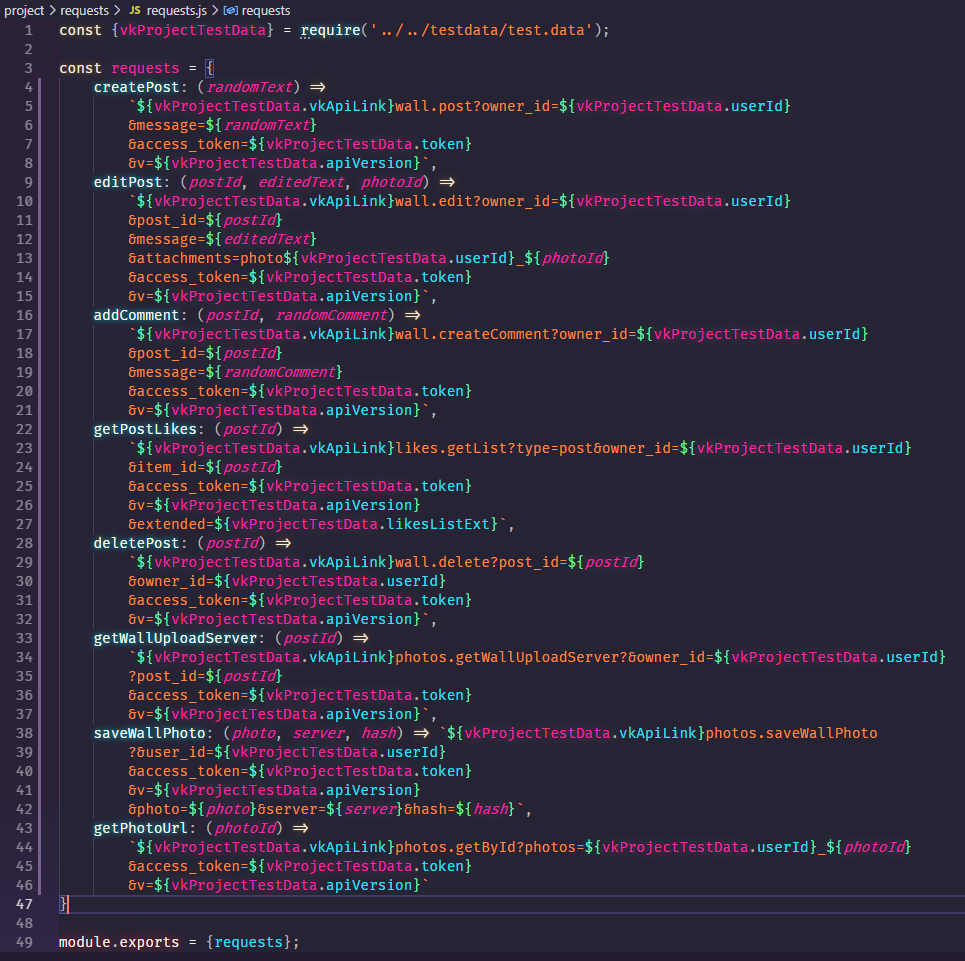 project > requests > JS requests.js > requests
1 const {vkProjectTestData} = require('../../testdata/test.data');
2
3 const requests = {
4 createPost: (randomText) =>
5 `${vkProjectTestData.vkApiLink}wall.post?owner_id=${vkProjectTestData.userId}
6 &message=${randomText}
7 &access_token=${vkProjectTestData.token}
8 &v=${vkProjectTestData.apiVersion}`,
9 editPost: (postId, editedText, photoId) =>
10 `${vkProjectTestData.vkApiLink}wall.edit?owner_id=${vkProjectTestData.userId}
11 &post_id=${postId}
12 &message=${editedText}
13 &attachments=photo${vkProjectTestData.userId}_${photoId}
14 &access_token=${vkProjectTestData.token}
15 &v=${vkProjectTestData.apiVersion}`,
16 addComment: (postId, randomComment) =>
17 `${vkProjectTestData.vkApiLink}wall.createComment?owner_id=${vkProjectTestData.userId}
18 &post_id=${postId}
19 &message=${randomComment}
20 &access_token=${vkProjectTestData.token}
21 &v=${vkProjectTestData.apiVersion}`,
22 getPostLikes: (postId) =>
23 `${vkProjectTestData.vkApiLink}likes.getList?type=post&owner_id=${vkProjectTestData.userId}
24 &item_id=${postId}
25 &access_token=${vkProjectTestData.token}
26 &v=${vkProjectTestData.apiVersion}
27 &extended=${vkProjectTestData.likesListExt}`,
28 deletePost: (postId) =>
29 `${vkProjectTestData.vkApiLink}wall.delete?post_id=${postId}
30 &owner_id=${vkProjectTestData.userId}
31 &access_token=${vkProjectTestData.token}
32 &v=${vkProjectTestData.apiVersion}`,
33 getWallUploadServer: (postId) =>
34 `${vkProjectTestData.vkApiLink}photos.getWallUploadServer?&owner_id=${vkProjectTestData.userId}
35 ?post_id=${postId}
36 &access_token=${vkProjectTestData.token}
37 &v=${vkProjectTestData.apiVersion}`,
38 saveWallPhoto: (photo, server, hash) => `${vkProjectTestData.vkApiLink}photos.saveWallPhoto
39 ?&user_id=${vkProjectTestData.userId}
40 &access_token=${vkProjectTestData.token}
41 &v=${vkProjectTestData.apiVersion}
42 &photo=${photo}&server=${server}&hash=${hash}`,
43 getPhotoUrl: (photoId) =>
44 `${vkProjectTestData.vkApiLink}photos.getById?photos=${vkProjectTestData.userId}_${photoId}
45 &access_token=${vkProjectTestData.token}
46 &v=${vkProjectTestData.apiVersion}`
47 }
48
49 module.exports = {requests};